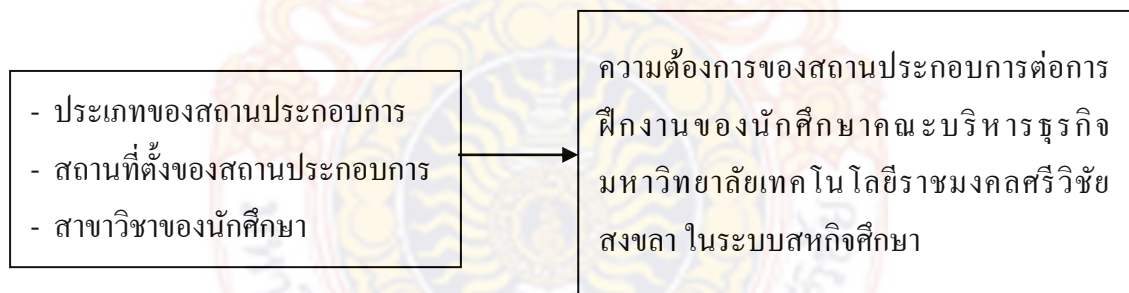 - ประเภทของสถานประกอบการ
- สถานที่ตั้งของสถานประกอบการ
- สาขาวิชาของนักศึกษา
ความต้องการของสถานประกอบการต่อการ
ฝึกงานของนักศึกษาคณะบริหารธุรกิจ
มหาวิทยาลัยเทคโนโลยีราชมงคลศรีวิชัย
สงขลา ในระบบสหกิจศึกษา